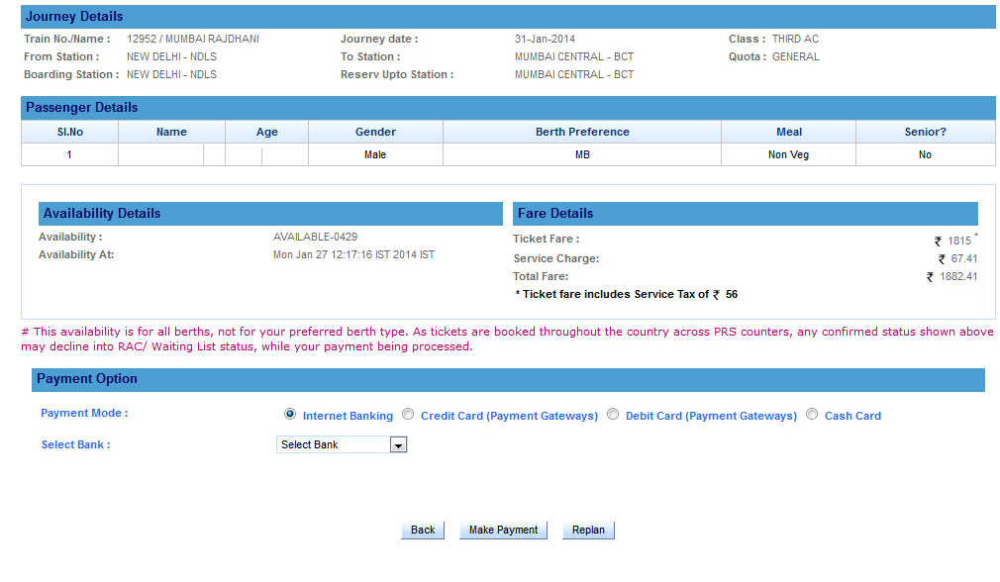 Journey Details
Train No./Name : 12952 / MUMBAI RAJDHANI Journey date : 31-Jan-2014 Class : THIRD AC
From Station : NEW DELHI - NDLS To Station : MUMBAI CENTRAL - BCT Quota : GENERAL
Boarding Station : NEW DELHI - NDLS Reserv Upto Station : MUMBAI CENTRAL - BCT
Passenger Details
Sl.No Name Age Gender Berth Preference Meal Senior?
1 Male MB Non Veg No
Availability Details Fare Details
Availability : AVAILABLE-0429 Ticket Fare : ₹ 1815 *
Availability At: Mon Jan 27 12:17:16 IST 2014 IST Service Charge: ₹ 67.41
Total Fare: ₹ 1882.41
* Ticket fare includes Service Tax of ₹ 56
# This availability is for all berths, not for your preferred berth type. As tickets are booked throughout the country across PRS counters, any confirmed status shown above
may decline into RAC/ Waiting List status, while your payment being processed.
Payment Option
Payment Mode : Internet Banking Credit Card (Payment Gateways) Debit Card (Payment Gateways) Cash Card
Select Bank : Select Bank
Back Make Payment Replan